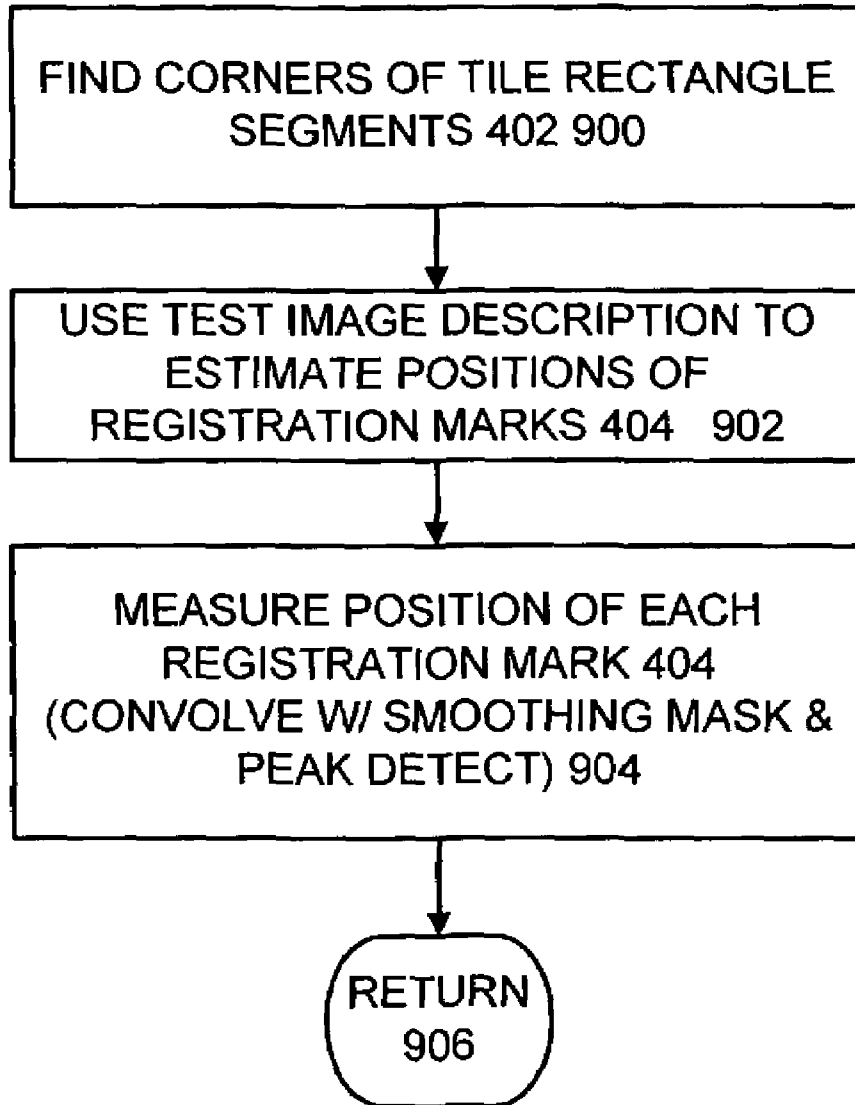 FIND CORNERS OF TILE RECTANGLE
SEGMENTS 402 900
USE TEST IMAGE DESCRIPTION TO
ESTIMATE POSITIONS OF
REGISTRATION MARKS 404 902
MEASURE POSITION OF EACH
REGISTRATION MARK 404
(CONVOLVE W/ SMOOTHING MASK &
PEAK DETECT) 904
RETURN
906